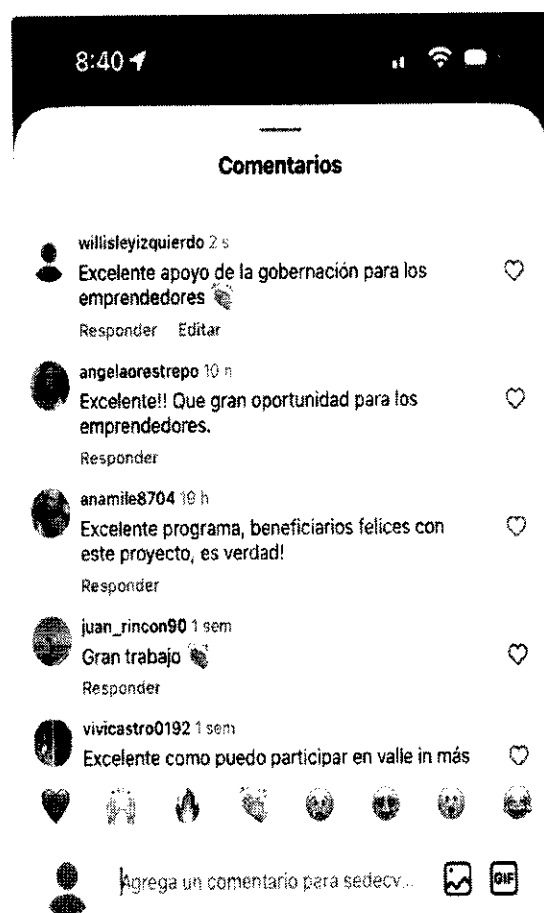 8:40
Comentarios
willisleyizquierdo 2 s
Excelente apoyo de la gobernación para los
emprendedores 👏
Responder Editar
angelaorestrepo 10
Excelente!! Que gran oportunidad para los
emprendedores.
Responder
anamile8704 19 h
Excelente programa, beneficiarios felices con
este proyecto, es verdad!
Responder
juan_rincon90 1 sem
Gran trabajo 👏
Responder
vivicastro0192 1 sem
Excelente como puedo participar en valle in más
Agrega un comentario para sedecv...
GIF